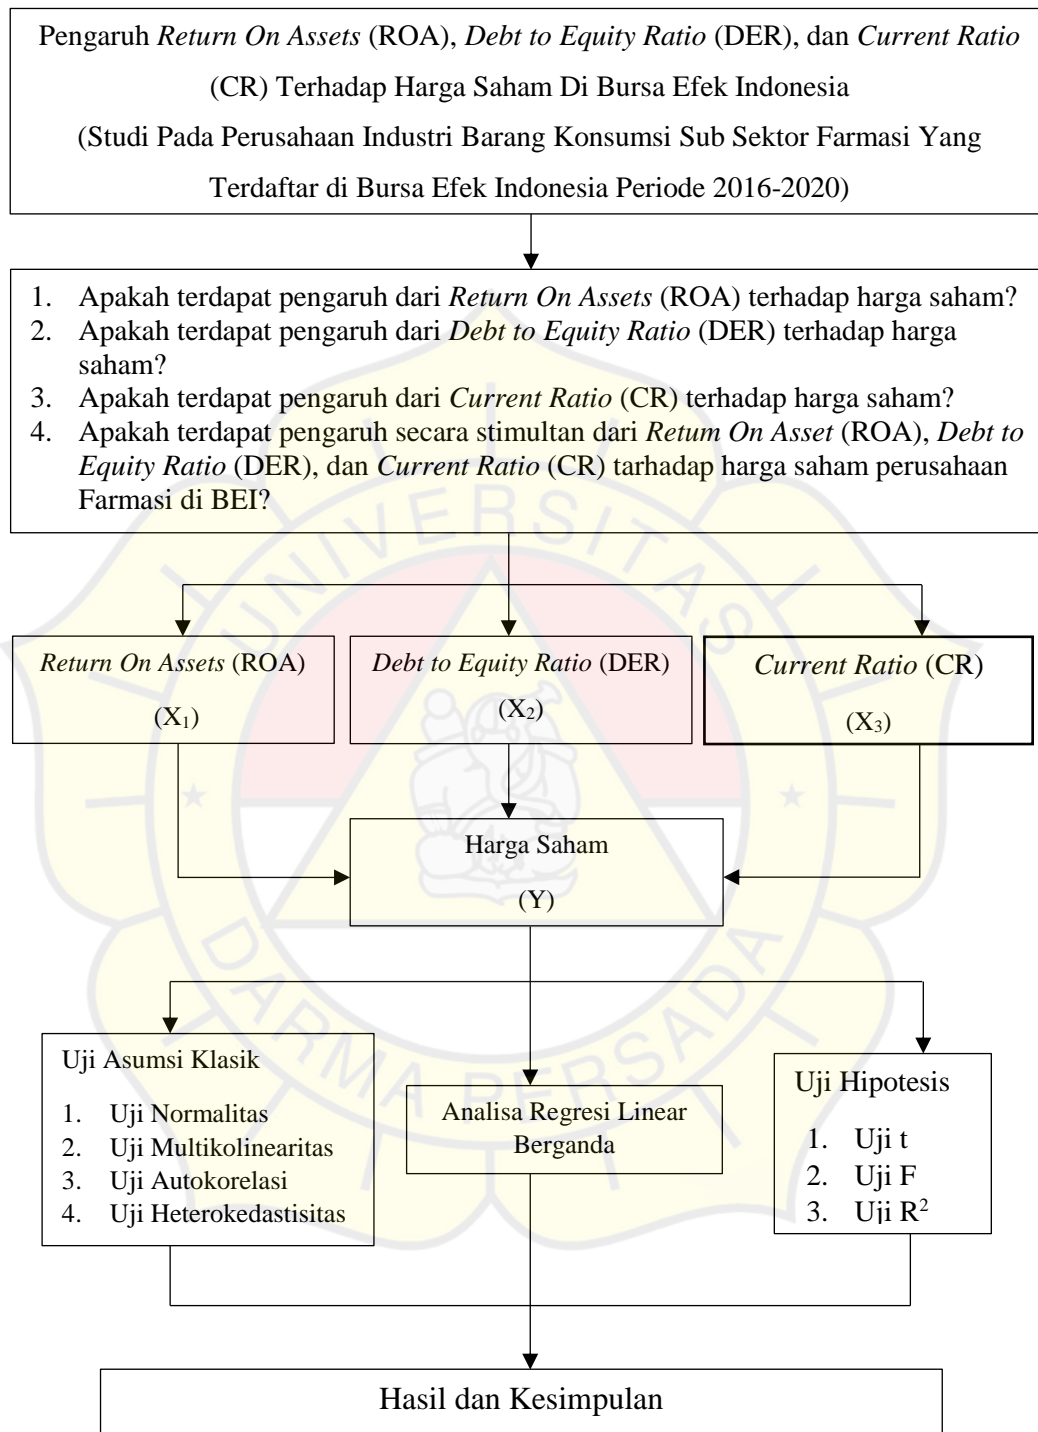 Pengaruh Return On Assets (ROA), Debt to Equity Ratio (DER), dan Current Ratio
(CR) Terhadap Harga Saham Di Bursa Efek Indonesia
(Studi Pada Perusahaan Industri Barang Konsumsi Sub Sektor Farmasi Yang
Terdaftar di Bursa Efek Indonesia Periode 2016-2020)
1. Apakah terdapat pengaruh dari Return On Assets (ROA) terhadap harga saham?
2. Apakah terdapat pengaruh dari Debt to Equity Ratio (DER) terhadap harga
saham?
3. Apakah terdapat pengaruh dari Current Ratio (CR) terhadap harga saham?
4. Apakah terdapat pengaruh secara stimultan dari Retum On Asset (ROA), Debt to
Equity Ratio (DER), dan Current Ratio (CR) tarhadap harga saham perusahaan
Farmasi di BEI?
UNIVERSITAS
Return On Assets (ROA)
(X₁)
Debt to Equity Ratio (DER)
(X₂)
Current Ratio (CR)
(X₃)
Harga Saham
(Y)
DARMA PERSADA
Uji Asumsi Klasik
1. Uji Normalitas
2. Uji Multikolinearitas
3. Uji Autokorelasi
4. Uji Heterokedastisitas
Analisa Regresi Linear
Berganda
Uji Hipotesis
1. Uji t
2. Uji F
3. Uji R²
Hasil dan Kesimpulan